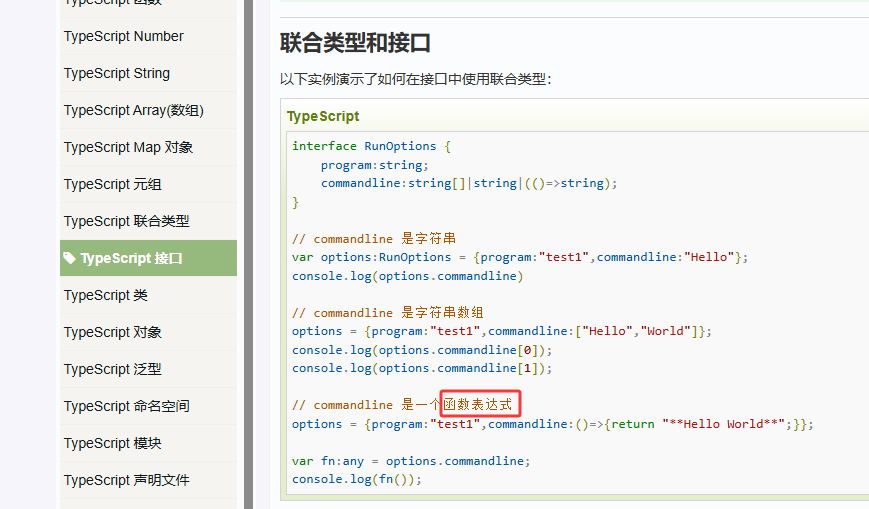 TypeScript 函数
TypeScript Number
TypeScript String
TypeScript Array(数组)
TypeScript Map 对象
TypeScript 元组
TypeScript 联合类型
TypeScript 接口
TypeScript 类
TypeScript 对象
TypeScript 泛型
TypeScript 命名空间
TypeScript 模块
TypeScript 声明文件
联合类型和接口
以下实例演示了如何在接口中使用联合类型：
TypeScript
interface RunOptions {
    program:string;
    commandline:string[]|string|(()=>string);
}
// commandline 是字符串
var options:RunOptions = {program:"test1",commandline:"Hello"};
console.log(options.commandline)
// commandline 是字符串数组
options = {program:"test1",commandline:["Hello","World"]};
console.log(options.commandline[0]);
console.log(options.commandline[1]);
// commandline 是一个函数表达式
options = {program:"test1",commandline:()=>{return "**Hello World**";}};
var fn:any = options.commandline;
console.log(fn());